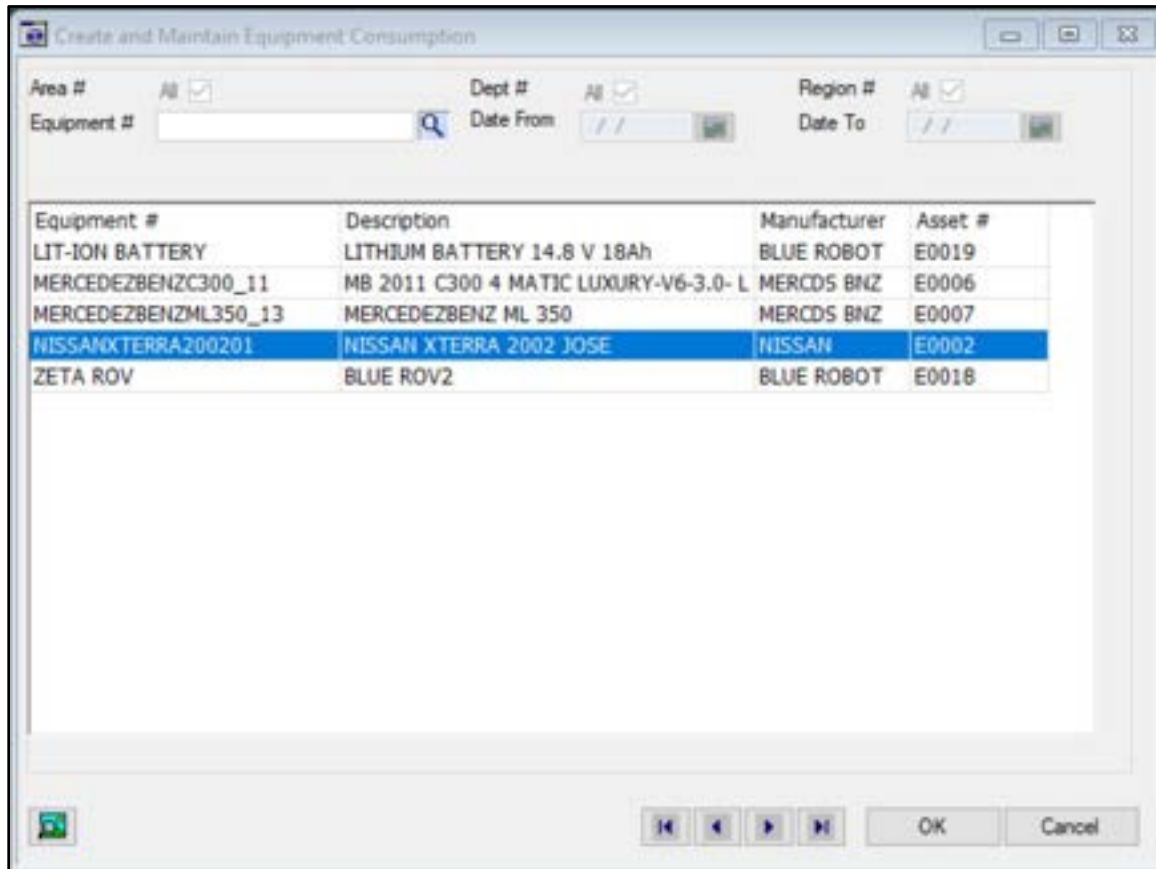 Create and Maintain Equipment Consumption
Area # All Dept # All Region # All
Equipment # Date From / / Date To / /
Equipment # Description Manufacturer Asset #
LIT-ION BATTERY LITHIUM BATTERY 14.8 V 18Ah BLUE ROBOT E0019
MERCEDEZBENZC300_11 MB 2011 C300 4 MATIC LUXURY-V6-3.0- L MERCDS BNZ E0006
MERCEDEZBENZML350_13 MERCEDEZBENZ ML 350 MERCDS BNZ E0007
NISSANXTERRA200201 NISSAN XTERRA 2002 JOSE NISSAN E0002
ZETA ROV BLUE ROV2 BLUE ROBOT E0018
OK Cancel